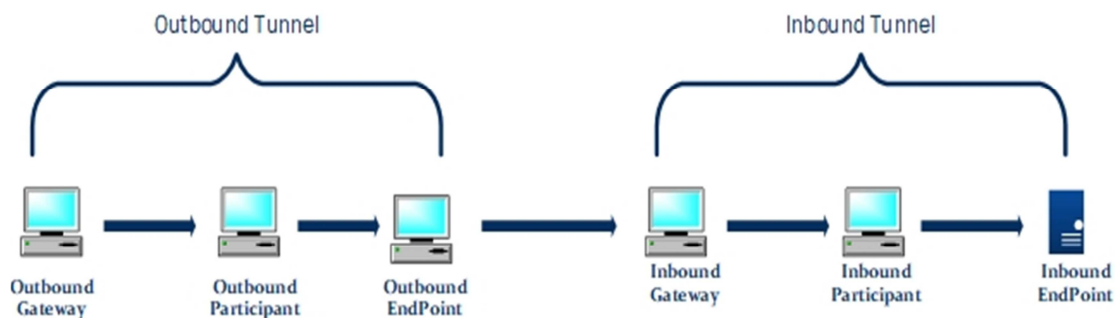 Outbound Tunnel
Inbound Tunnel
Outbound
Gateway
Outbound
Participant
Outbound
EndPoint
Inbound
Gateway
Inbound
Participant
Inbound
EndPoint